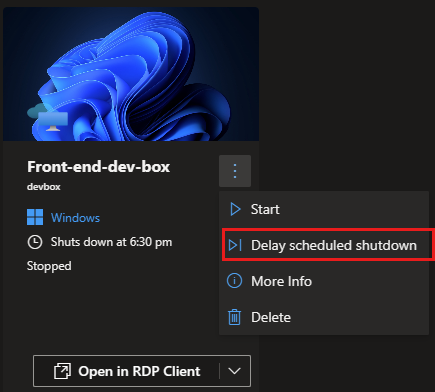 Front-end-dev-box
devbox
Windows
Shuts down at 6:30 pm
Stopped
Start
Delay scheduled shutdown
More Info
Delete
Open in RDP Client